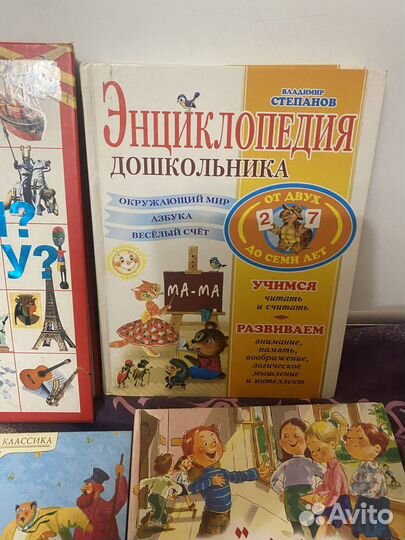 ВЛАДИМИР
СТЕПАНОВ
ЭНЦИКЛОПЕДИЯ
ДОШКОЛЬНИКА
ОКРУЖАЮЩИЙ МИР
АЗБУКА
ВЕСЁЛЫЙ СЧЁТ
ОТ ДВУХ
2 7
ДО СЕМИ ЛЕТ
МА-МА
УЧИМСЯ
читать
и считать
РАЗВИВАЕМ
внимание,
память,
воображение,
логическое
мышление
и интеллект
?
У?
КЛАССИКА
Avito